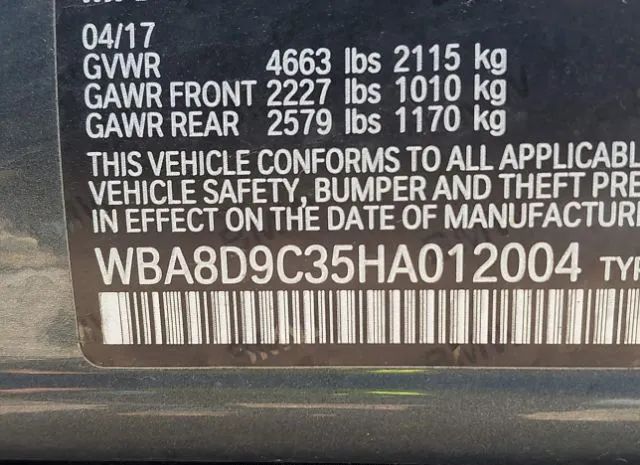 04/17
GVWR 4663 lbs 2115 kg
GAWR FRONT 2227 lbs 1010 kg
GAWR REAR 2579 lbs 1170 kg
THIS VEHICLE CONFORMS TO ALL APPLICABL
VEHICLE SAFETY, BUMPER AND THEFT PRE
IN EFFECT ON THE DATE OF MANUFACTUR
WBA8D9C35HA012004 TYP